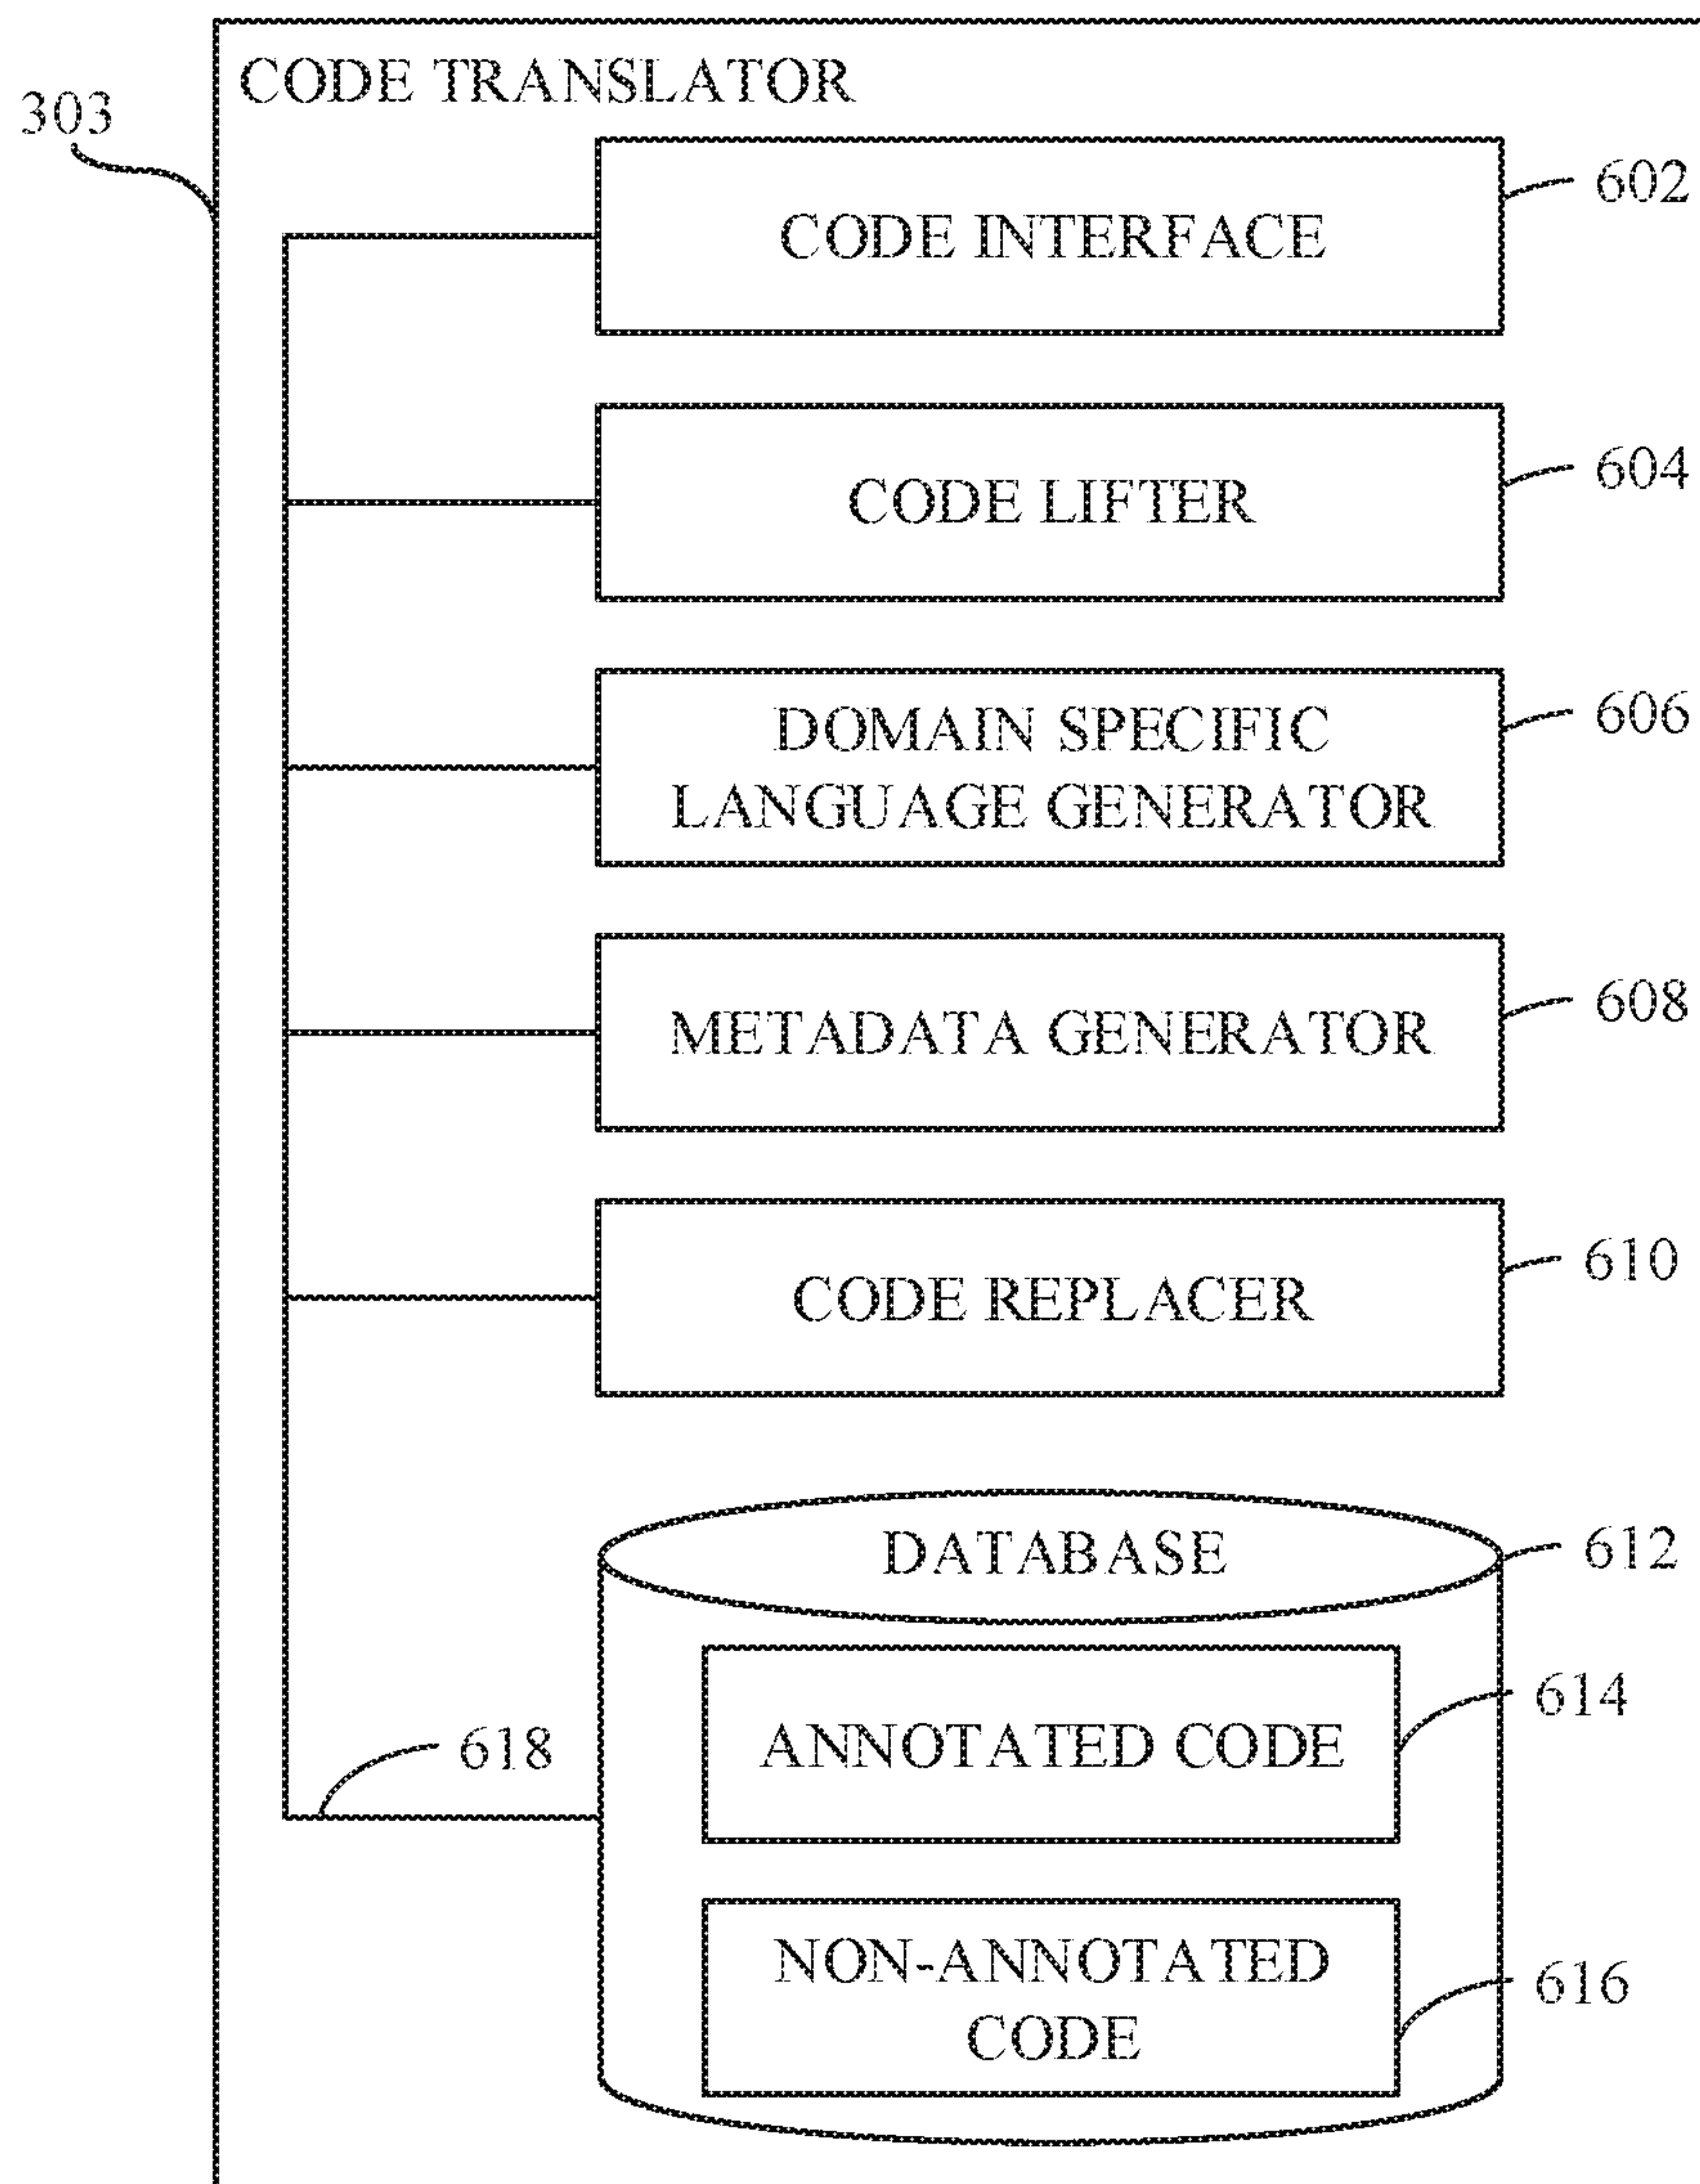 CODE TRANSLATOR
303
602
CODE INTERFACE
604
CODE LIFTER
606
DOMAIN SPECIFIC
LANGUAGE GENERATOR
608
METADATA GENERATOR
610
CODE REPLACER
DATABASE
612
614
ANNOTATED CODE
618
NON-ANNOTATED
616
CODE